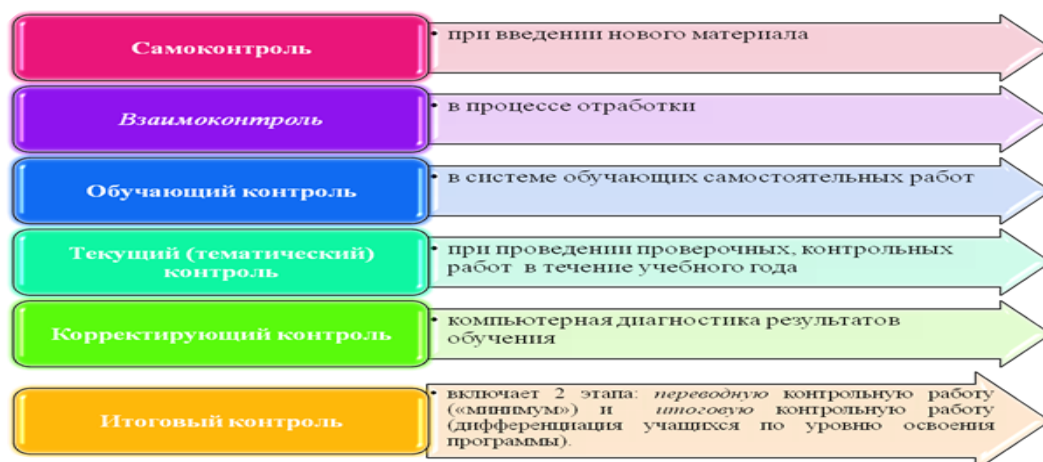 Самоконтроль
• при введении нового материала
Взаимоконтроль
• в процессе отработки
Обучающий контроль
• в системе обучающих самостоятельных работ
Текущий (тематический)
контроль
• при проведении проверочных, контрольных
работ в течение учебного года
Корректирующий контроль
• компьютерная диагностика результатов
обучения
Итоговый контроль
• включает 2 этапа: переводную контрольную работу
(«минимум») и итоговую контрольную работу
(дифференциация учащихся по уровню освоения
программы).